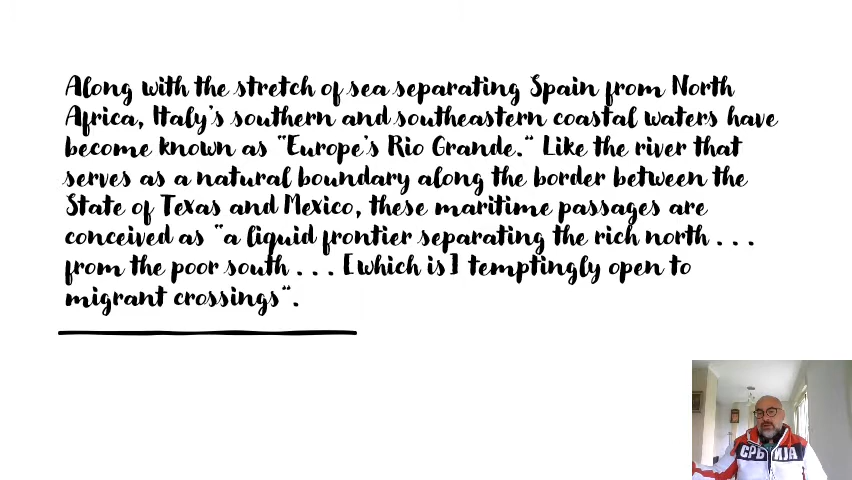 Along with the stretch of sea separating Spain from North
Africa, Italy's southern and southeastern coastal waters have
become known as "Europe's Rio Grande." Like the river that
serves as a natural boundary along the border between the
State of Texas and Mexico, these maritime passages are
conceived as "a liquid frontier separating the rich north . . .
from the poor south . . . [which is] temptingly open to
migrant crossings".
СРБИЈА